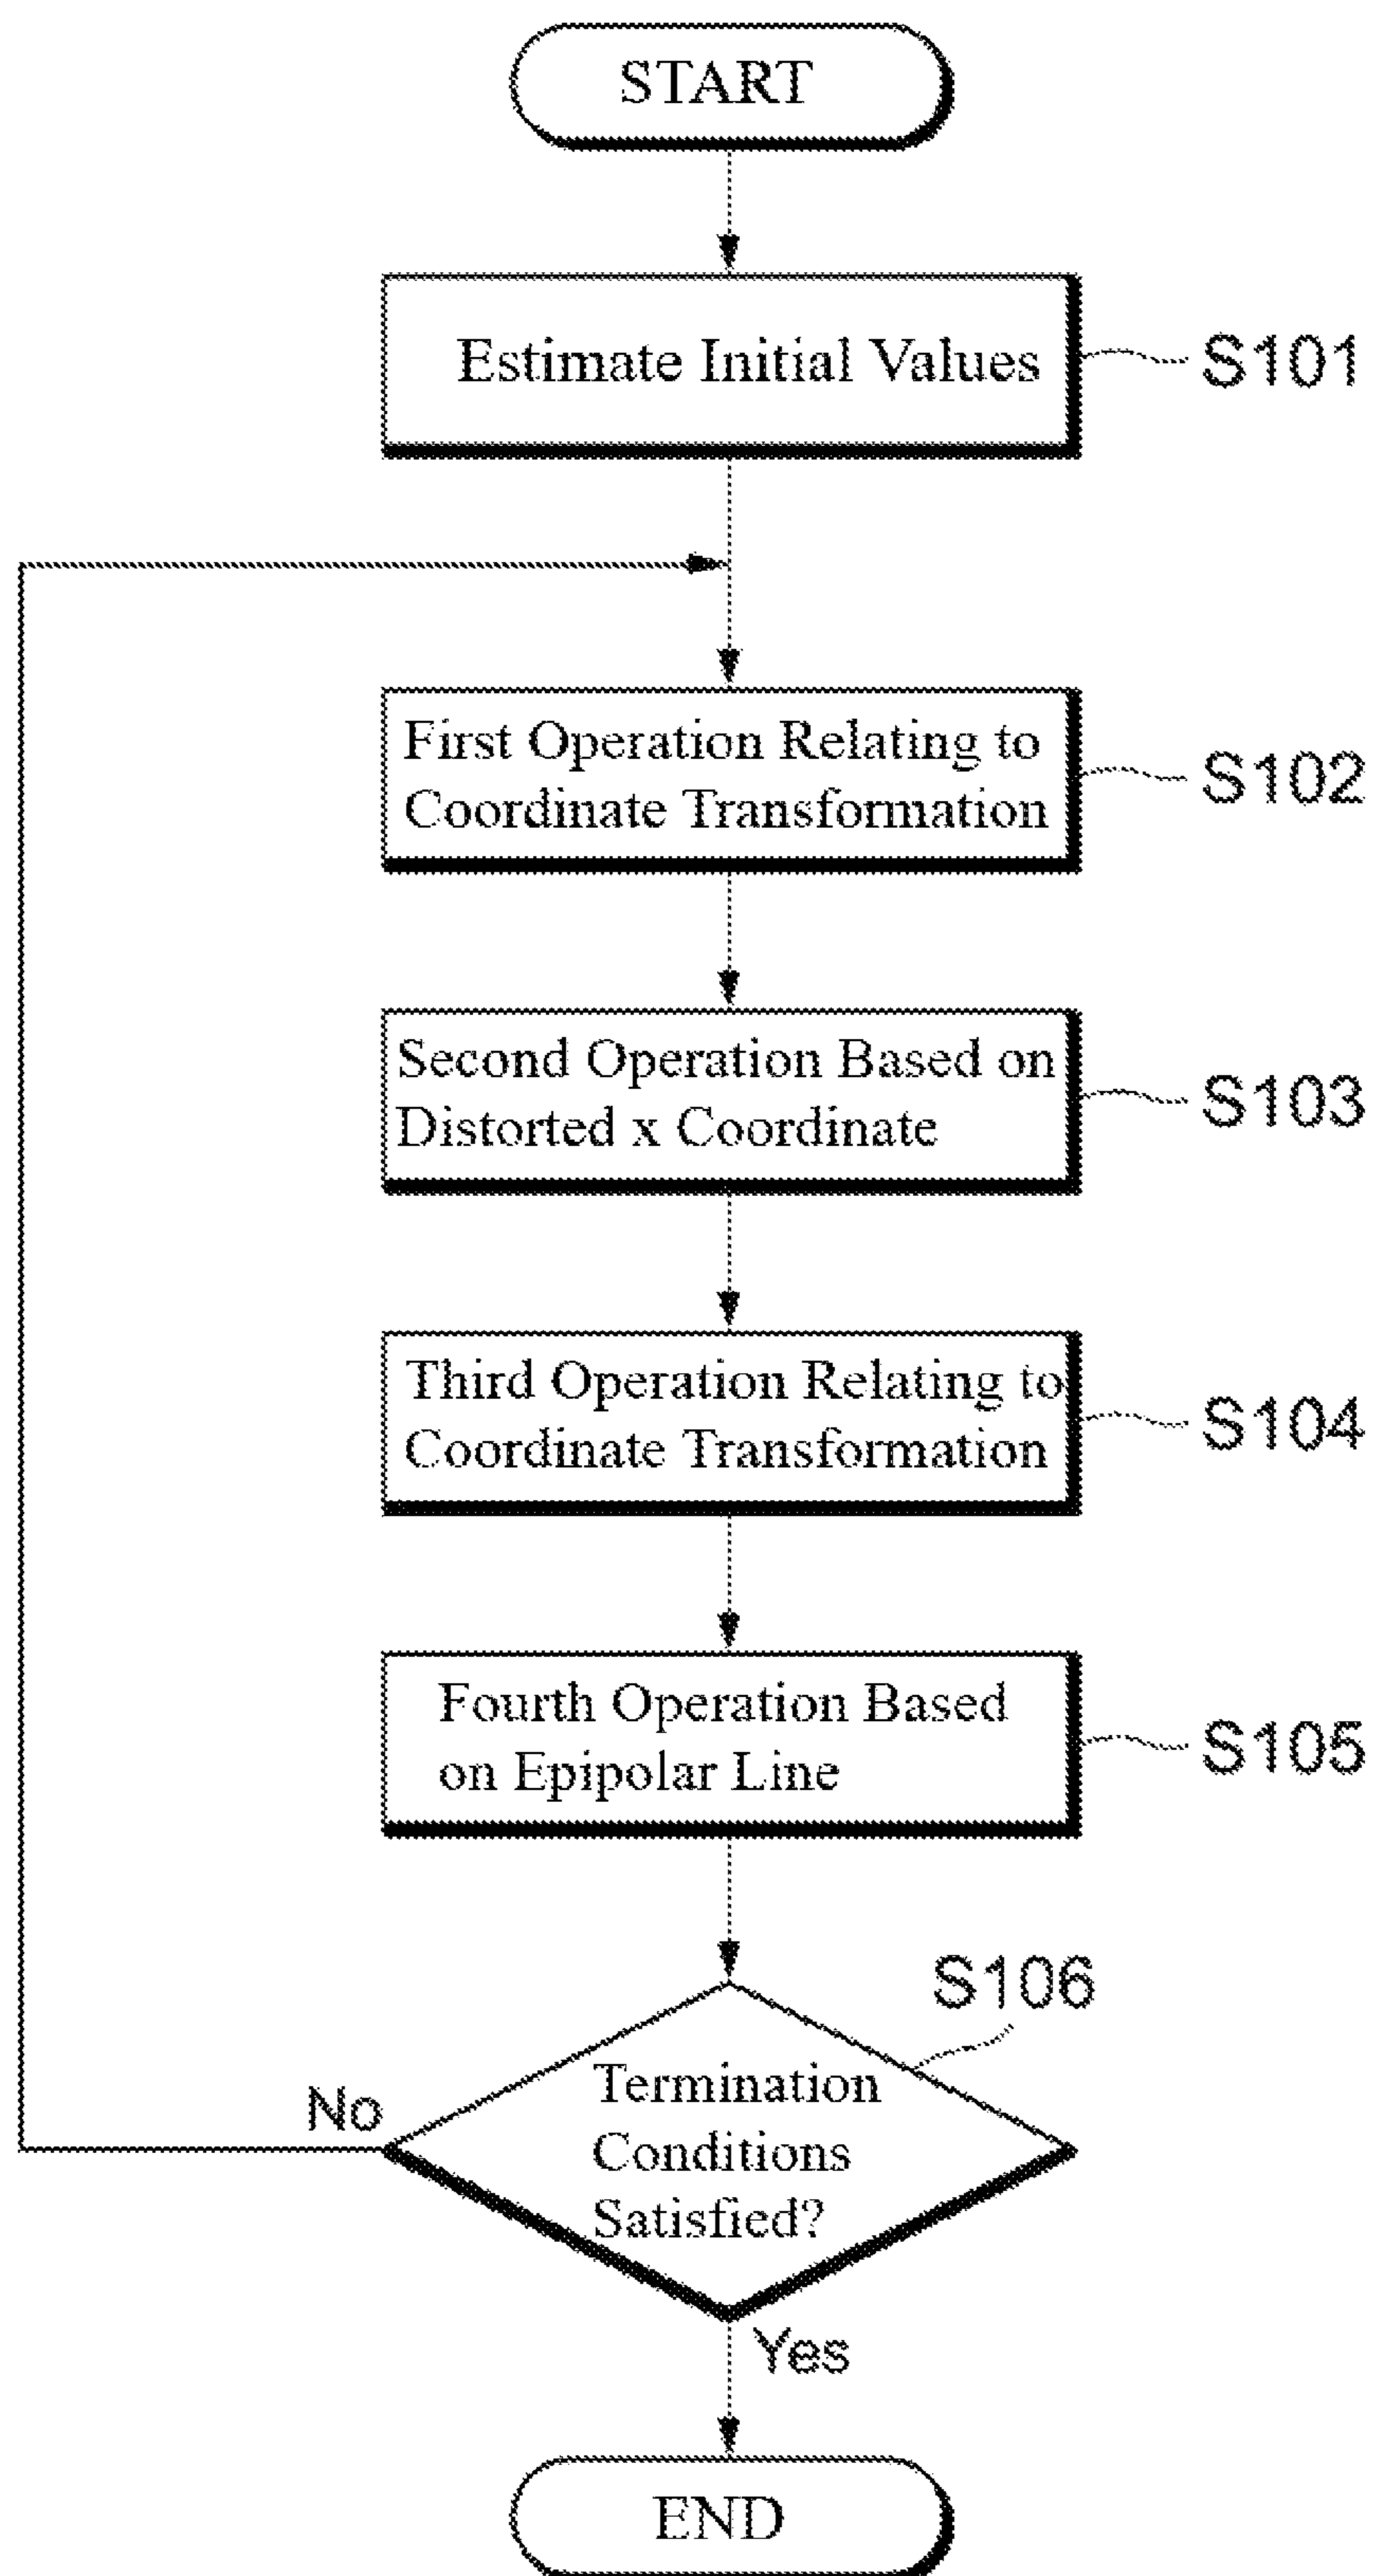 START
Estimate Initial Values
S101
First Operation Relating to
Coordinate Transformation
S102
Second Operation Based on
Distorted x Coordinate
S103
Third Operation Relating to
Coordinate Transformation
S104
Fourth Operation Based
on Epipolar Line
S105
S106
Termination
Conditions
Satisfied?
No
Yes
END